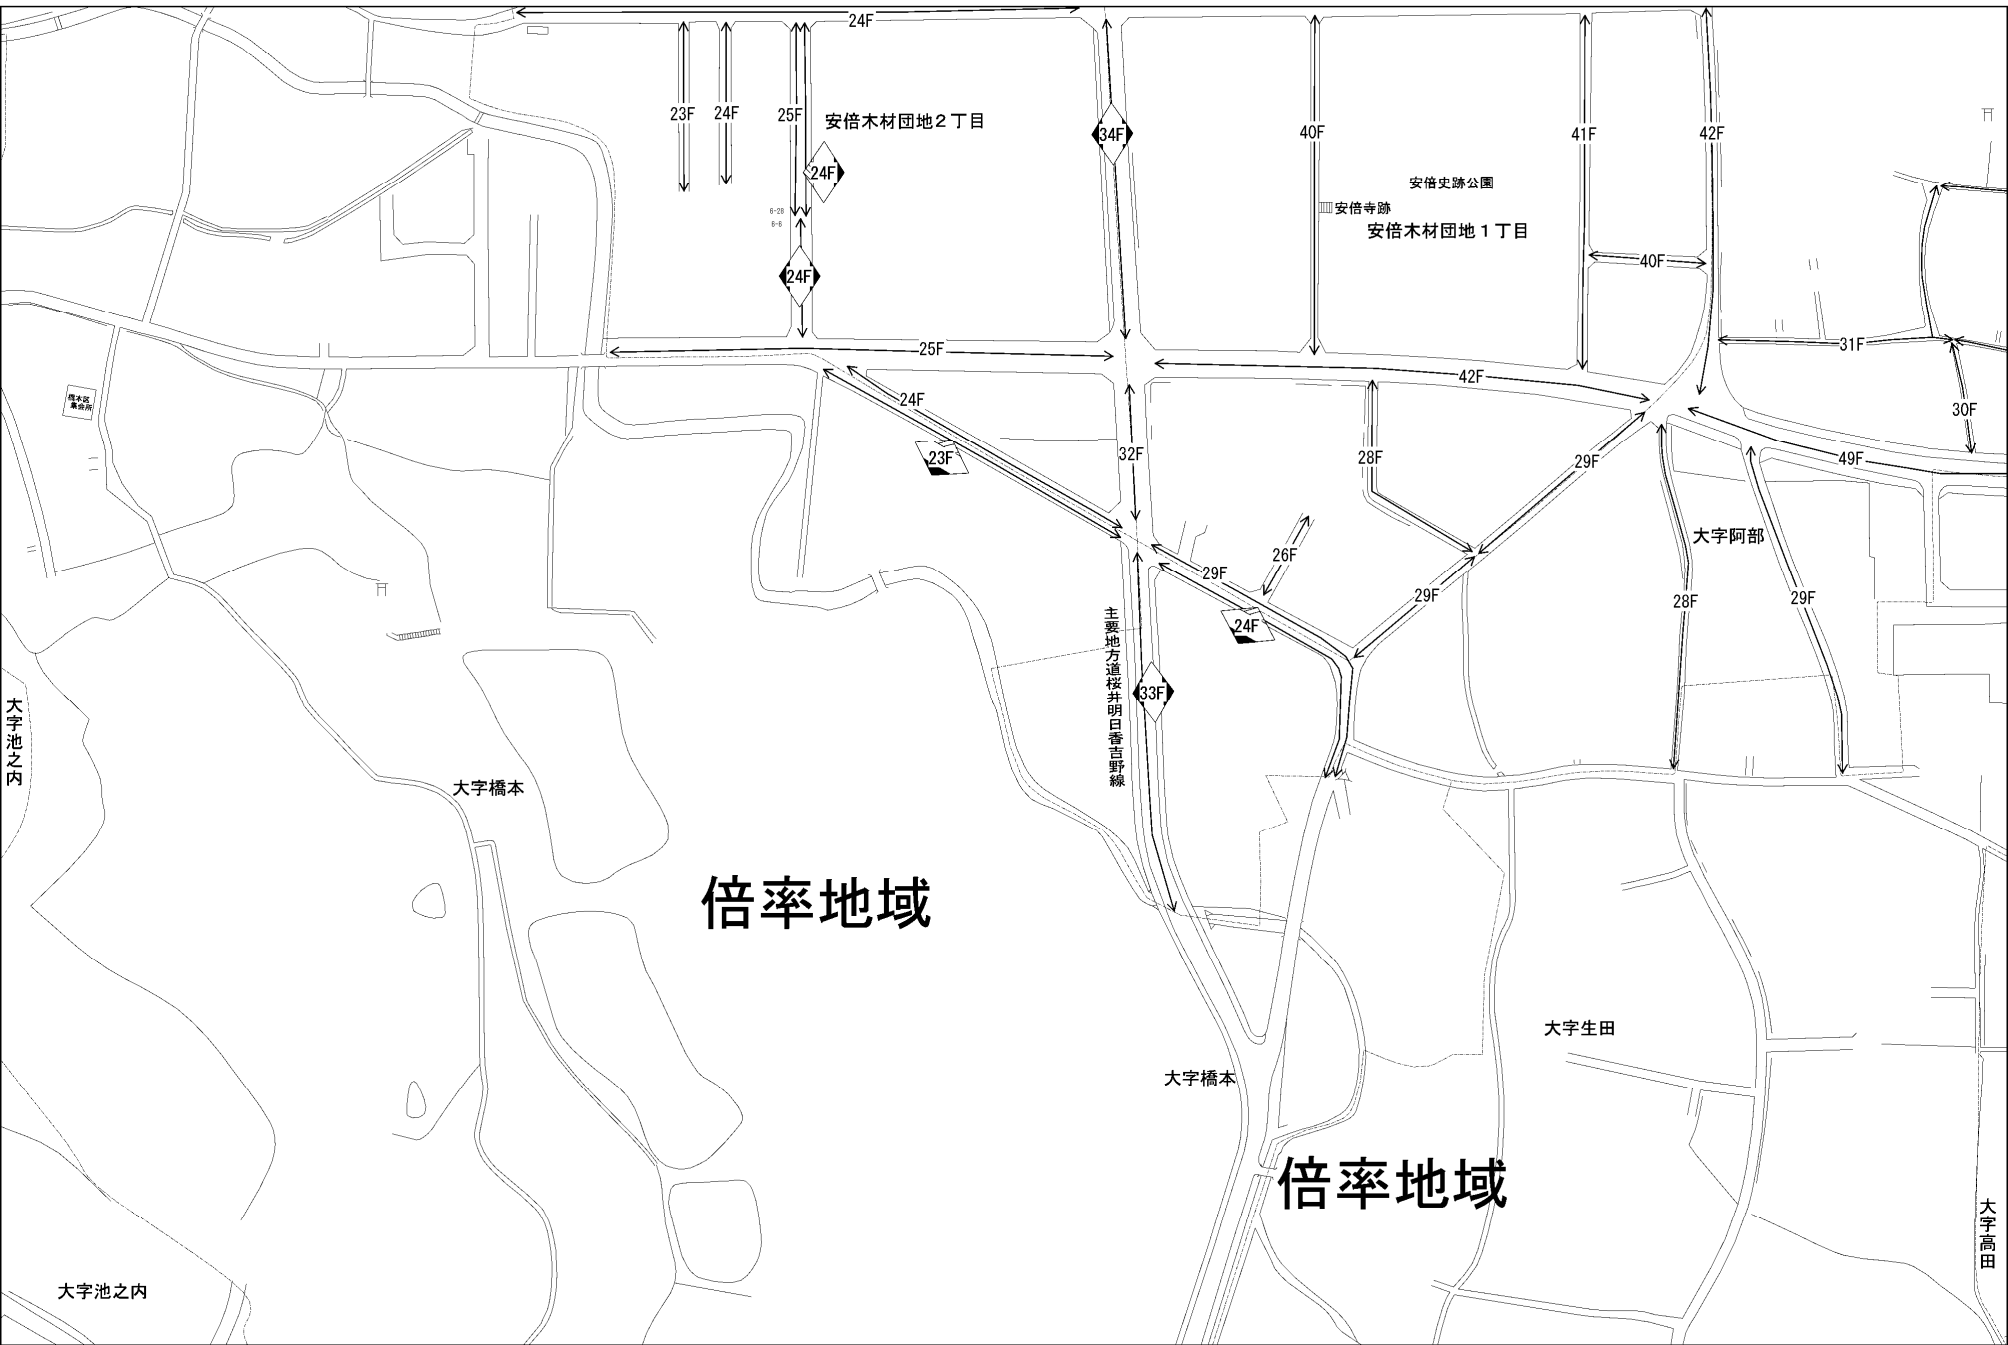 24F
23F
24F
25F
安倍木材団地２丁目
34F
40F
41F
42F
24F
安倍史跡公園
6-28
6-6
安倍寺跡
安倍木材団地１丁目
24F
40F
25F
31F
42F
橋本区
集会所
24F
30F
32F
23F
28F
29F
49F
大字阿部
26F
29F
29F
28F
29F
24F
主要地方道桜井明日香吉野線
33F
大字池之内
大字橋本
倍率地域
大字生田
大字橋本
倍率地域
大字高田
大字池之内